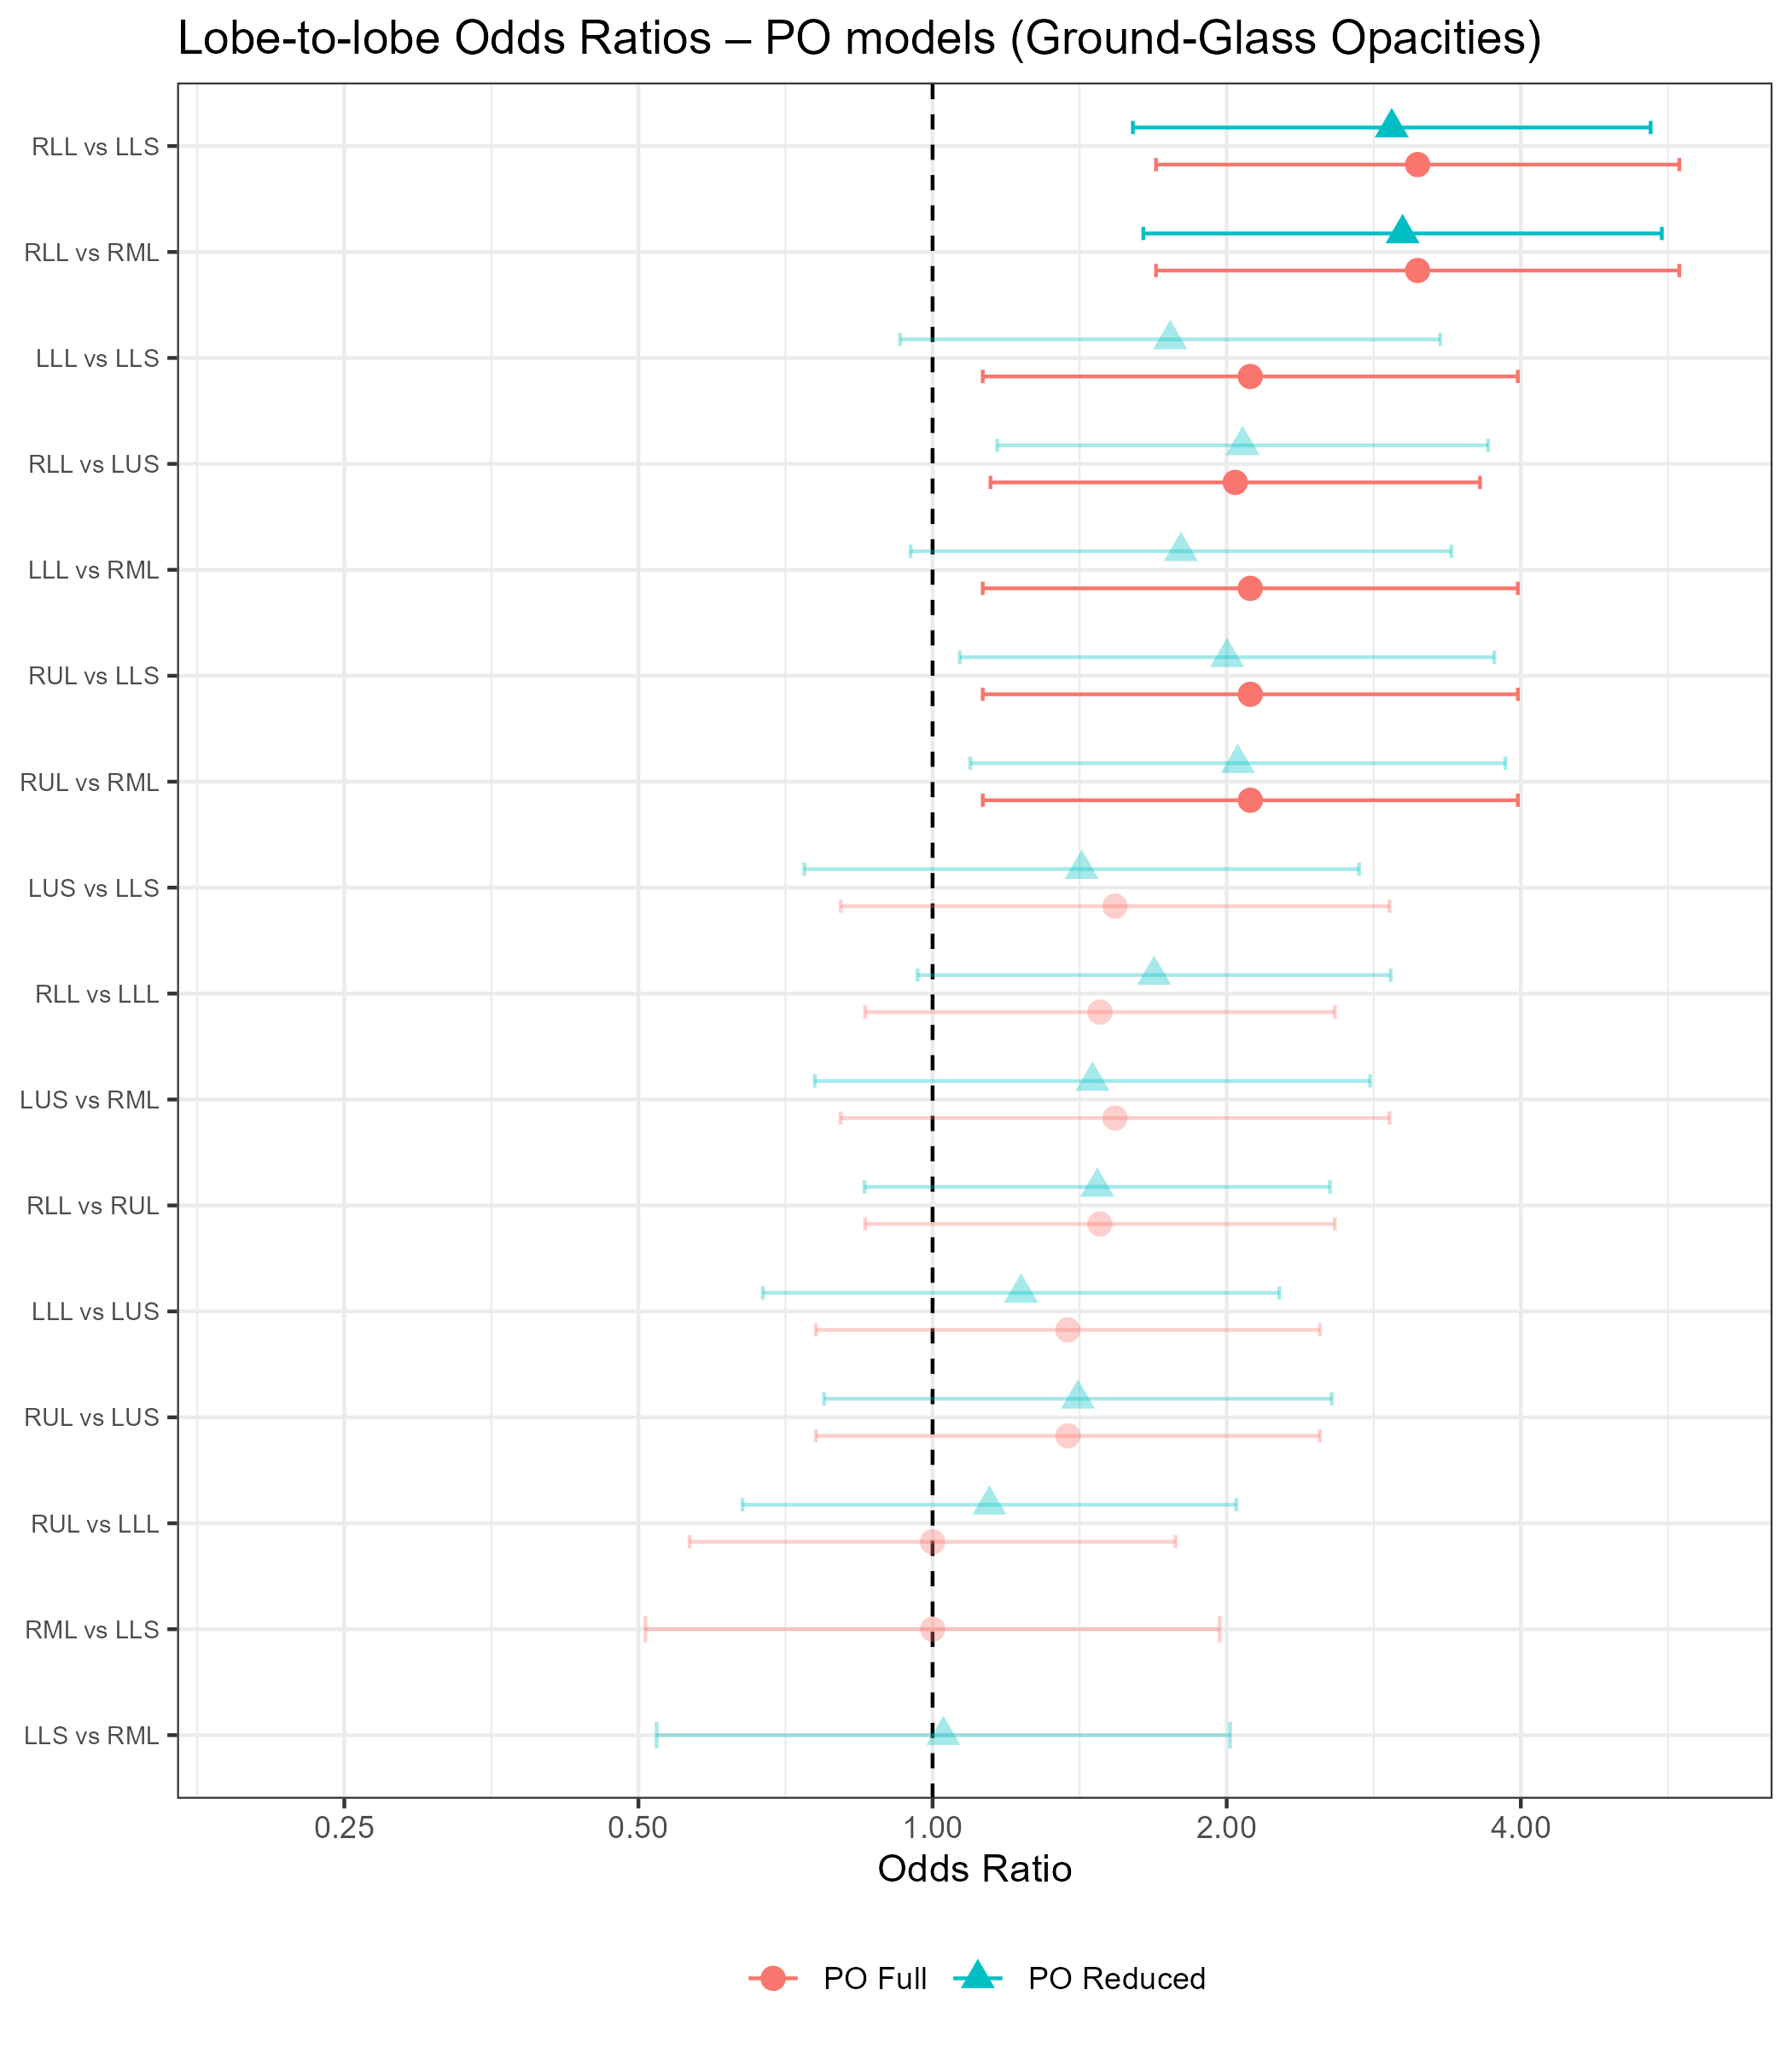 Lobe-to-lobe Odds Ratios – PO models (Ground-Glass Opacities)
RLL vs LLS
RLL vs RML
LLL vs LLS
RLL vs LUS
LLL vs RML
RUL vs LLS
RUL vs RML
LUS vs LLS
RLL vs LLL
LUS vs RML
RLL vs RUL
LLL vs LUS
RUL vs LUS
RUL vs LLL
RML vs LLS
LLS vs RML
0.25 0.50 1.00 2.00 4.00
Odds Ratio
PO Full PO Reduced